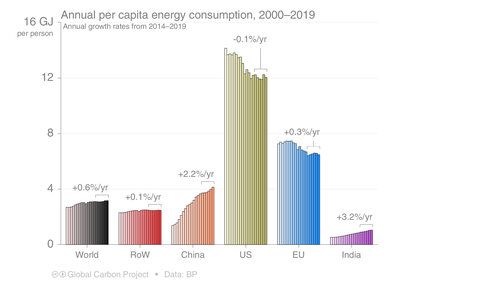 Annual per capita energy consumption, 2000–2019
Annual growth rates from 2014–2019
16 GJ
per person
12
8
4
0
+0.6%/yr
+0.1%/yr
+2.2%/yr
-0.1%/yr
+0.3%/yr
+3.2%/yr
World
RoW
China
US
EU
India
Global Carbon Project • Data: BP